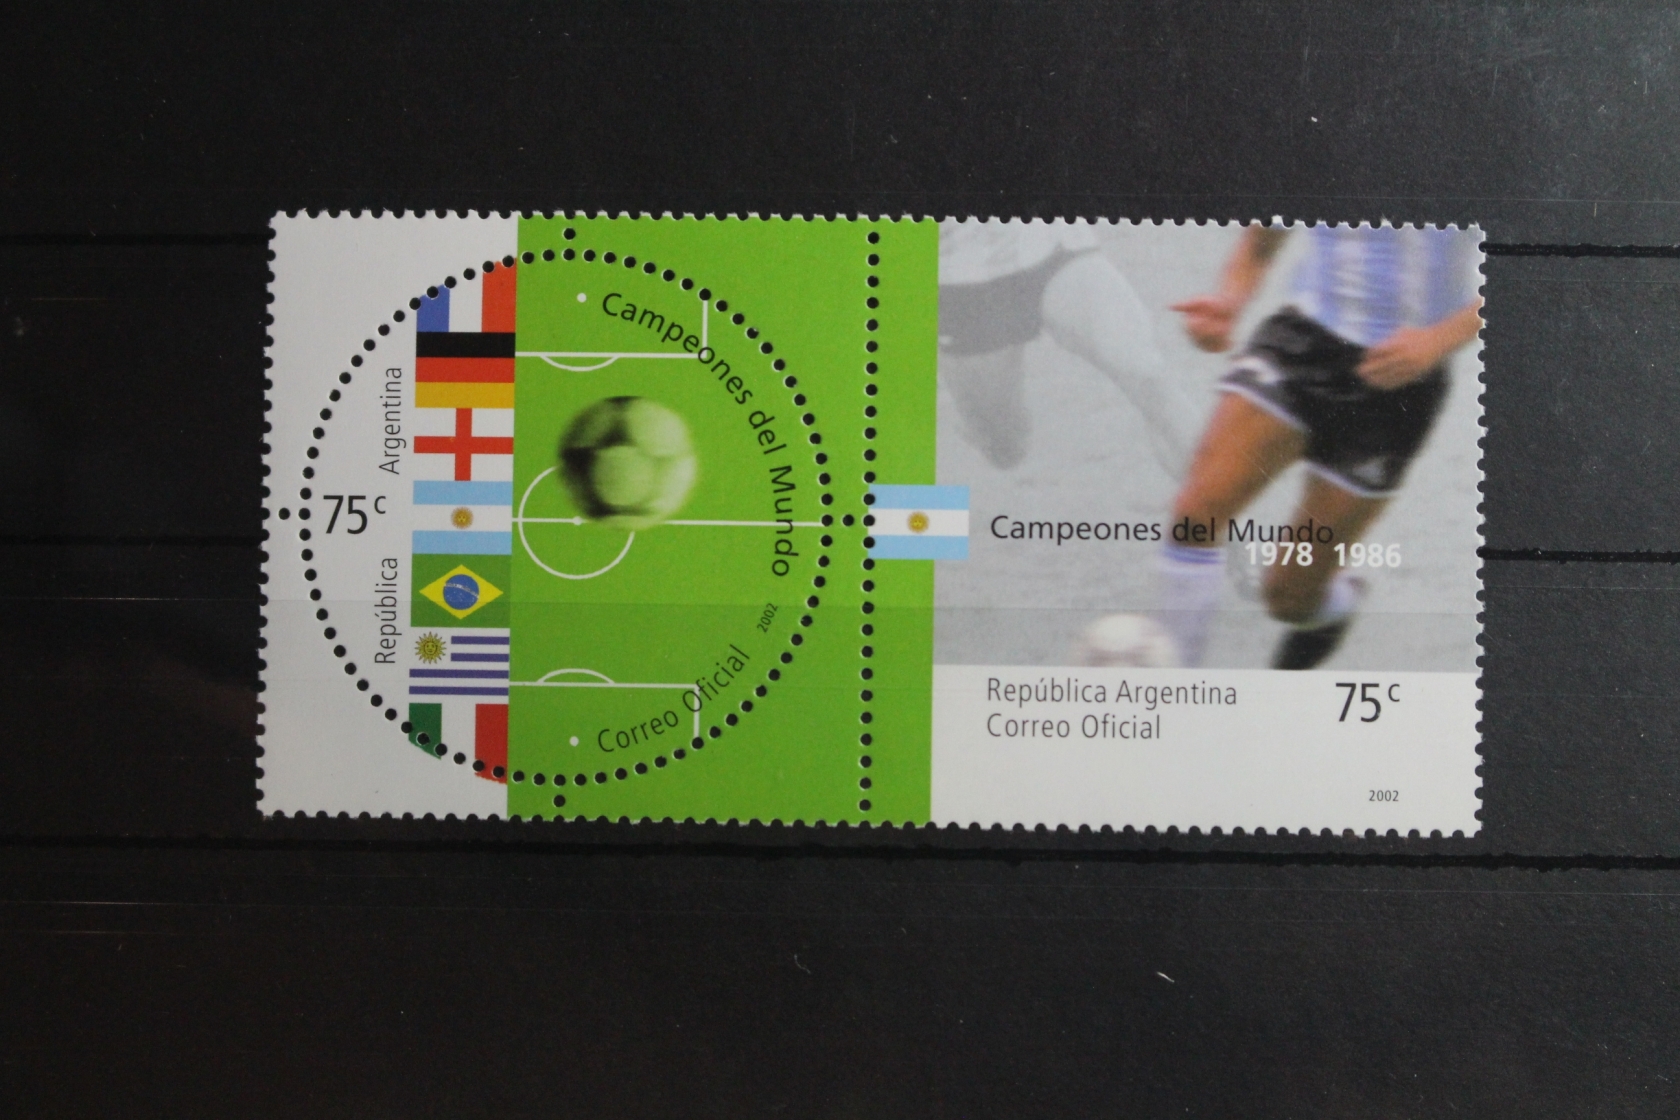 República Argentina
75c
Campeones del Mundo
Correo Oficial 2002
Campeones del Mundo
1978 1986
República Argentina
Correo Oficial
75c
2002